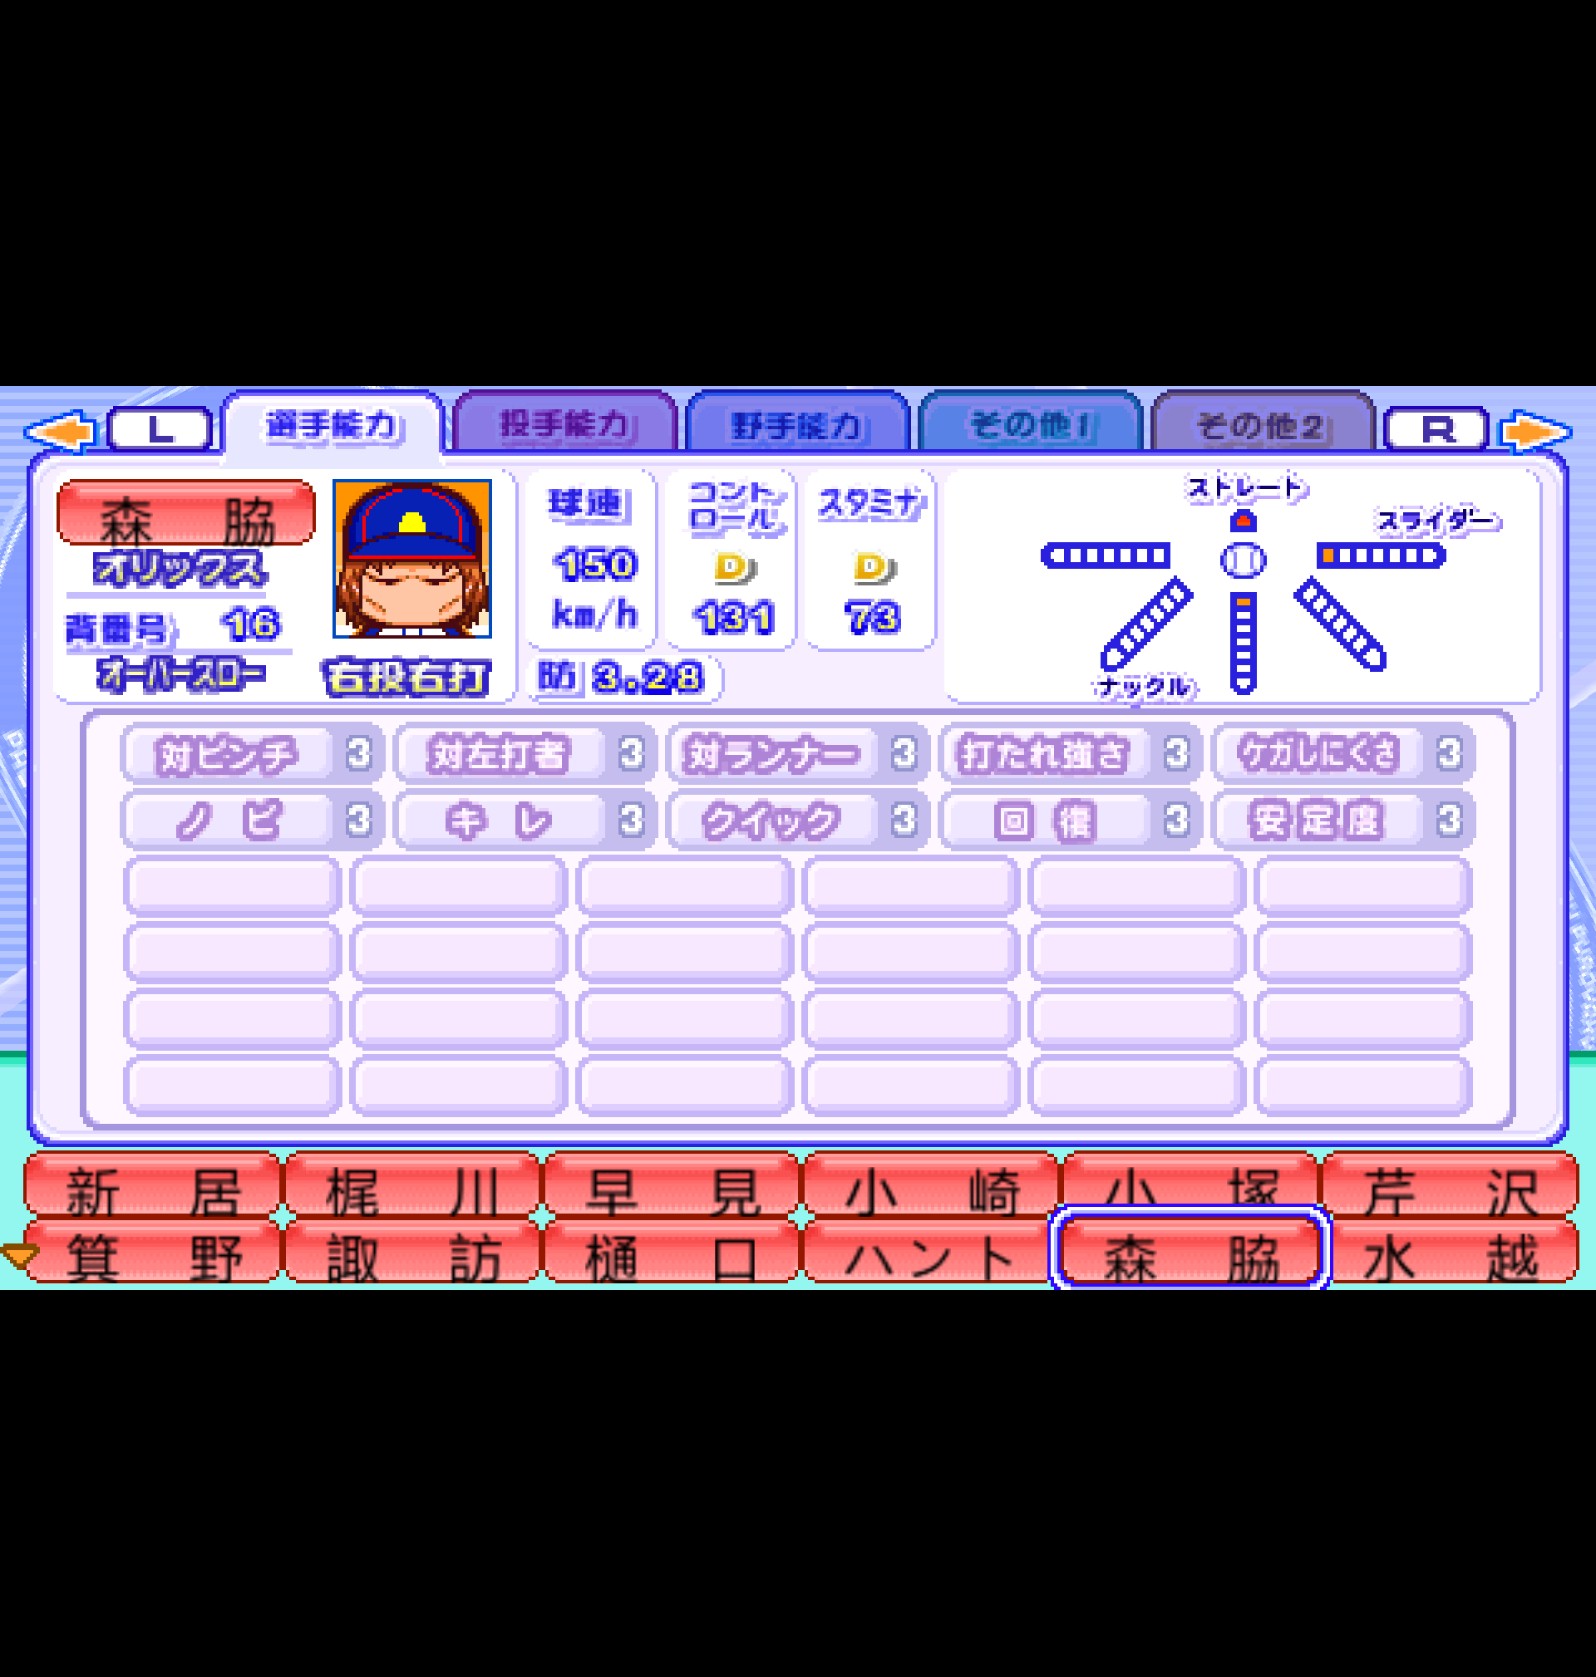 L 選手能力 投手能力 野手能力 その他1 その他2 R
森 脇
オリックス
背番号 16
オーバースロー 右投右打
球速 コントロール スタミナ
D D
150 km/h 131 73
防 3.28
ストレート
スライダー
ナックル
対ピンチ 3 対左打者 3 対ランナー 3 打たれ強さ 3 ケガしにくさ 3
ノビ 3 キレ 3 クイック 3 回復 3 安定度 3
新 居 梶 川 早 見 小 崎 小 塚 芹 沢
箕 野 諏 訪 樋 口 ハント 森 脇 水 越